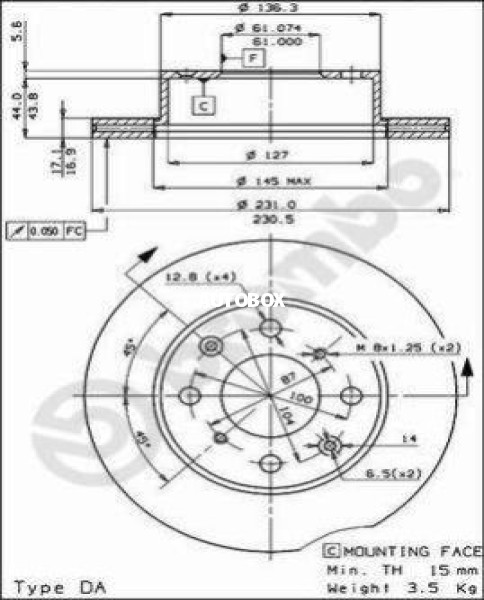 Ø 136.3
Ø 61.074
61.000
F
5.6
C
44.0
43.8
17.1
16.9
Ø 127
Ø 145 MAX
Ø 231.0
230.5
0.050 FC
brembo
12.8 (x4)
ProBOX
M 8x1.25 (x2)
45°
87
100
104
45°
14
6.5(x2)
C MOUNTING FACE
Min. TH 15 mm
Type DA
Weight 3.5 Kg